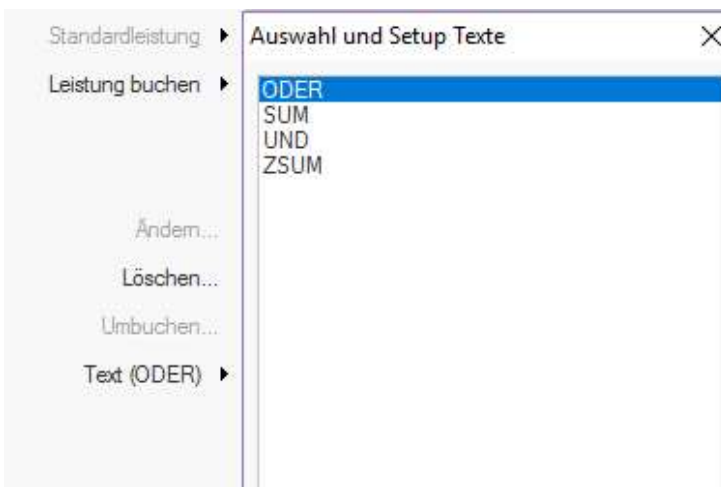 Standardleistung
Leistung buchen
Ändern...
Löschen...
Umbuchen...
Text (ODER)
Auswahl und Setup Texte
ODER
SUM
UND
ZSUM